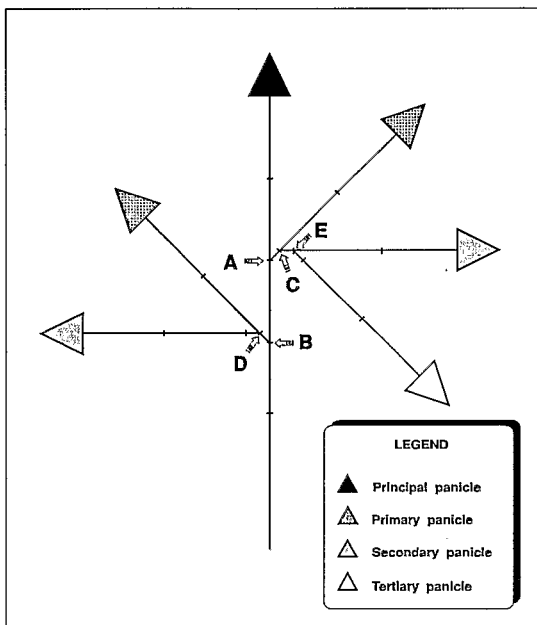 E
A
C
D
B
LEGEND
Principal panicle
Primary panicle
Secondary panicle
Tertiary panicle